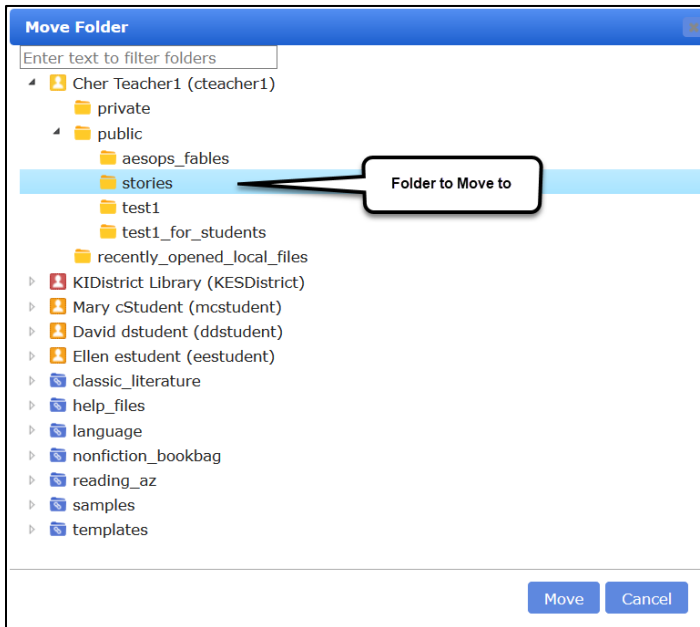 Move Folder
Enter text to filter folders
Cher Teacher1 (cteacher1)
private
public
aesops_fables
stories
Folder to Move to
test1
test1_for_students
recently_opened_local_files
KIDistrict Library (KESDistrict)
Mary cStudent (mcstudent)
David dstudent (ddstudent)
Ellen estudent (eestudent)
classic_literature
help_files
language
nonfiction_bookbag
reading_az
samples
templates
Move Cancel